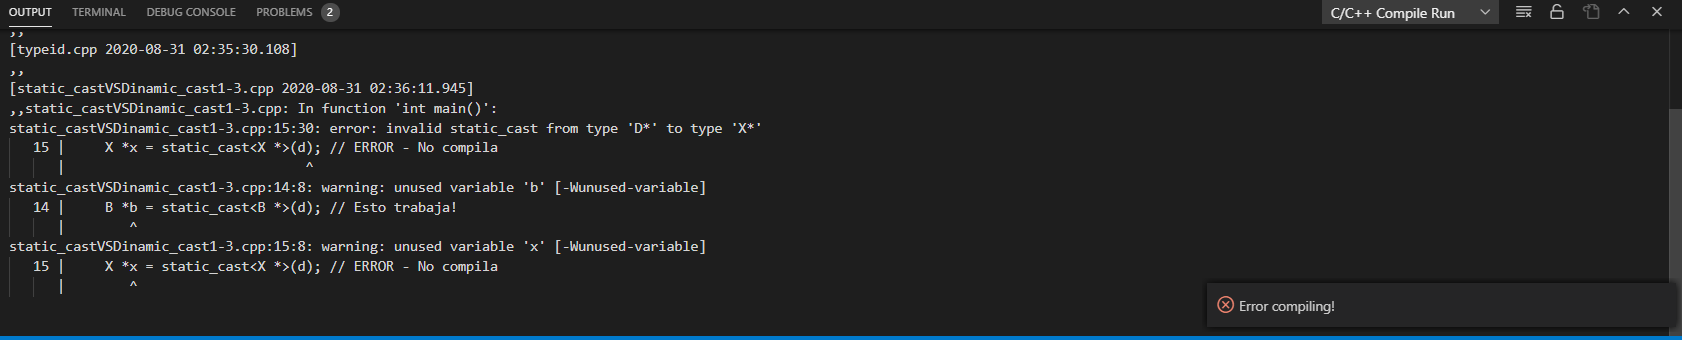 OUTPUT TERMINAL DEBUG CONSOLE PROBLEMS 2 C/C++ Compile Run
,,
[typeid.cpp 2020-08-31 02:35:30.108]
,,
[static_castVSDinamic_cast1-3.cpp 2020-08-31 02:36:11.945]
,,static_castVSDinamic_cast1-3.cpp: In function 'int main()':
static_castVSDinamic_cast1-3.cpp:15:30: error: invalid static_cast from type 'D*' to type 'X*'
15 | X *x = static_cast<X *>(d); // ERROR - No compila
| ^
static_castVSDinamic_cast1-3.cpp:14:8: warning: unused variable 'b' [-Wunused-variable]
14 | B *b = static_cast<B *>(d); // Esto trabaja!
| ^
static_castVSDinamic_cast1-3.cpp:15:8: warning: unused variable 'x' [-Wunused-variable]
15 | X *x = static_cast<X *>(d); // ERROR - No compila
| ^
Error compiling!